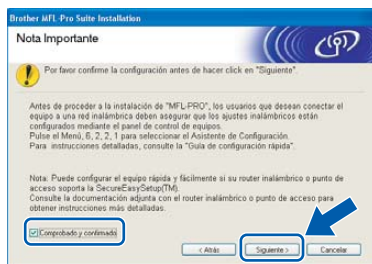 Brother MFL-Pro Suite Installation
Nota Importante
Por favor confirme la configuración antes de hacer click en "Siguiente".
Antes de proceder a la instalación de "MFL-PRO", los usuarios que desean conectar el
equipo a una red inalámbrica deben asegurar que los ajustes inalámbricos están
configurados mediante el panel de control de equipos.
Pulse el Menú, 6, 2, 2, 1 para seleccionar el Asistente de Configuración.
Para instrucciones detalladas, consulte la "Guía de configuración rápida".
Nota: Puede configurar el equipo rápida y fácilmente si su router inalámbrico o punto de
acceso soporta la SecureEasySetup(TM).
Consulte la documentación adjunta con el router inalámbrico o punto de acceso para
obtener instrucciones más detalladas.
Comprobado y confirmado
< Atrás
Siguiente >
Cancelar